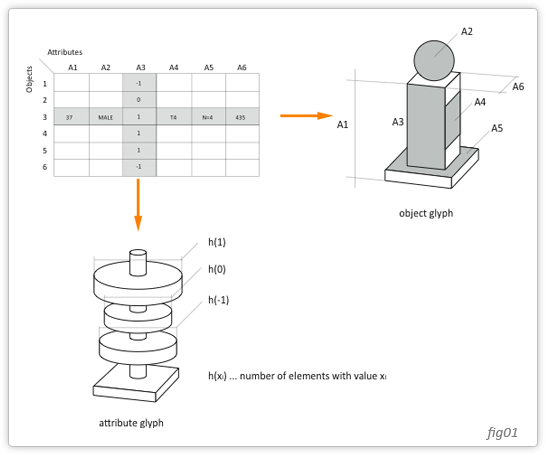 Attributes
Objects
A1 A2 A3 A4 A5 A6
1 -1
2 0
3 37 MALE 1 T4 N=4 435
4 1
5 1
6 -1
A2
A6
A4
A1
A3
A5
object glyph
h(1)
h(0)
h(-1)
h(xᵢ) ... number of elements with value xᵢ
attribute glyph
fig01